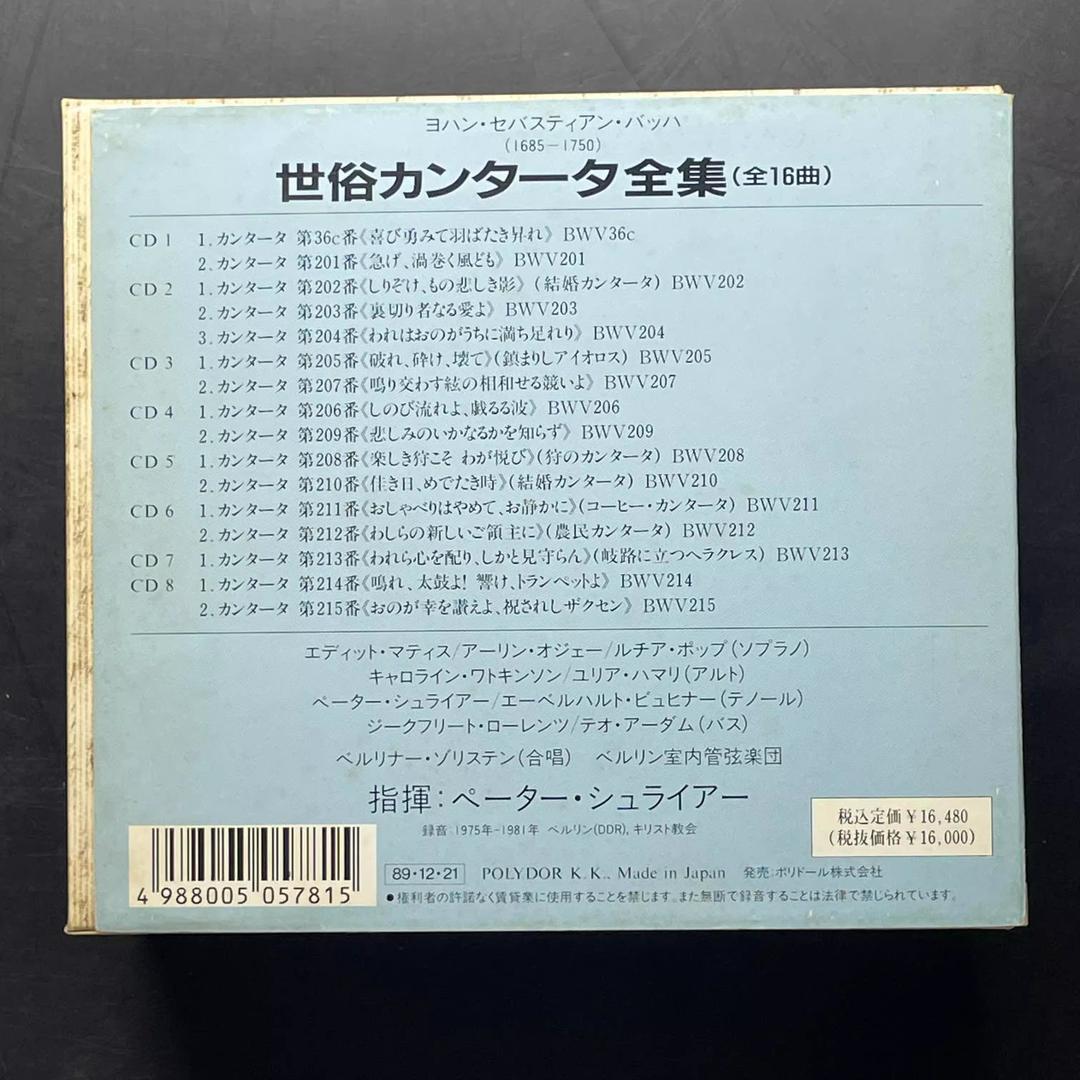 ヨハン・セバスティアン・バッハ
(1685－1750)
世俗カンタータ全集(全16曲)
CD 1 1. カンタータ 第36c番《喜び勇みて羽ばたき昇れ》 BWV36c
2. カンタータ 第201番《急げ、渦巻く風ども》 BWV201
CD 2 1. カンタータ 第202番《しりぞけ、もの悲しき影》 (結婚カンタータ) BWV202
2. カンタータ 第203番《裏切り者なる愛よ》 BWV203
3. カンタータ 第204番《われはおのがうちに満ち足れり》 BWV204
CD 3 1. カンタータ 第205番《破れ、砕け、壊て》(鎮まりしアイオロス) BWV205
2. カンタータ 第207番《鳴り交わす絃の相和せる競いよ》 BWV207
CD 4 1. カンタータ 第206番《しのび流れよ、戯るる波》 BWV206
2. カンタータ 第209番《悲しみのいかなるかを知らず》 BWV209
CD 5 1. カンタータ 第208番《楽しき狩こそ わが悦び》(狩のカンタータ) BWV208
2. カンタータ 第210番《佳き日、めでたき時》(結婚カンタータ) BWV210
CD 6 1. カンタータ 第211番《おしゃべりはやめて、お静かに》(コーヒー・カンタータ) BWV211
2. カンタータ 第212番《わしらの新しいご領主に》(農民カンタータ) BWV212
CD 7 1. カンタータ 第213番《われら心を配り、しかと見守らん》(岐路に立つヘラクレス) BWV213
CD 8 1. カンタータ 第214番《鳴れ、太鼓よ! 響け、トランペットよ》 BWV214
2. カンタータ 第215番《おのが幸を讃えよ、祝されしザクセン》 BWV215
エディット・マティス/アーリン・オジェー/ルチア・ポップ(ソプラノ)
キャロライン・ワトキンソン/ユリア・ハマリ(アルト)
ペーター・シュライアー/エーベルハルト・ビュヒナー(テノール)
ジークフリート・ローレンツ/テオ・アーダム(バス)
ベルリナー・ゾリステン(合唱) ベルリン室内管弦楽団
指揮:ペーター・シュライアー
録音:1975年-1981年 ベルリン(DDR), キリスト教会
税込定価￥16,480
(税抜価格￥16,000)
4 988005 057815
89・12・21 POLYDOR K.K., Made in Japan 発売:ポリドール株式会社
●権利者の許諾なく賃貸業に使用することを禁じます。また無断で録音することは法律で禁じられています。